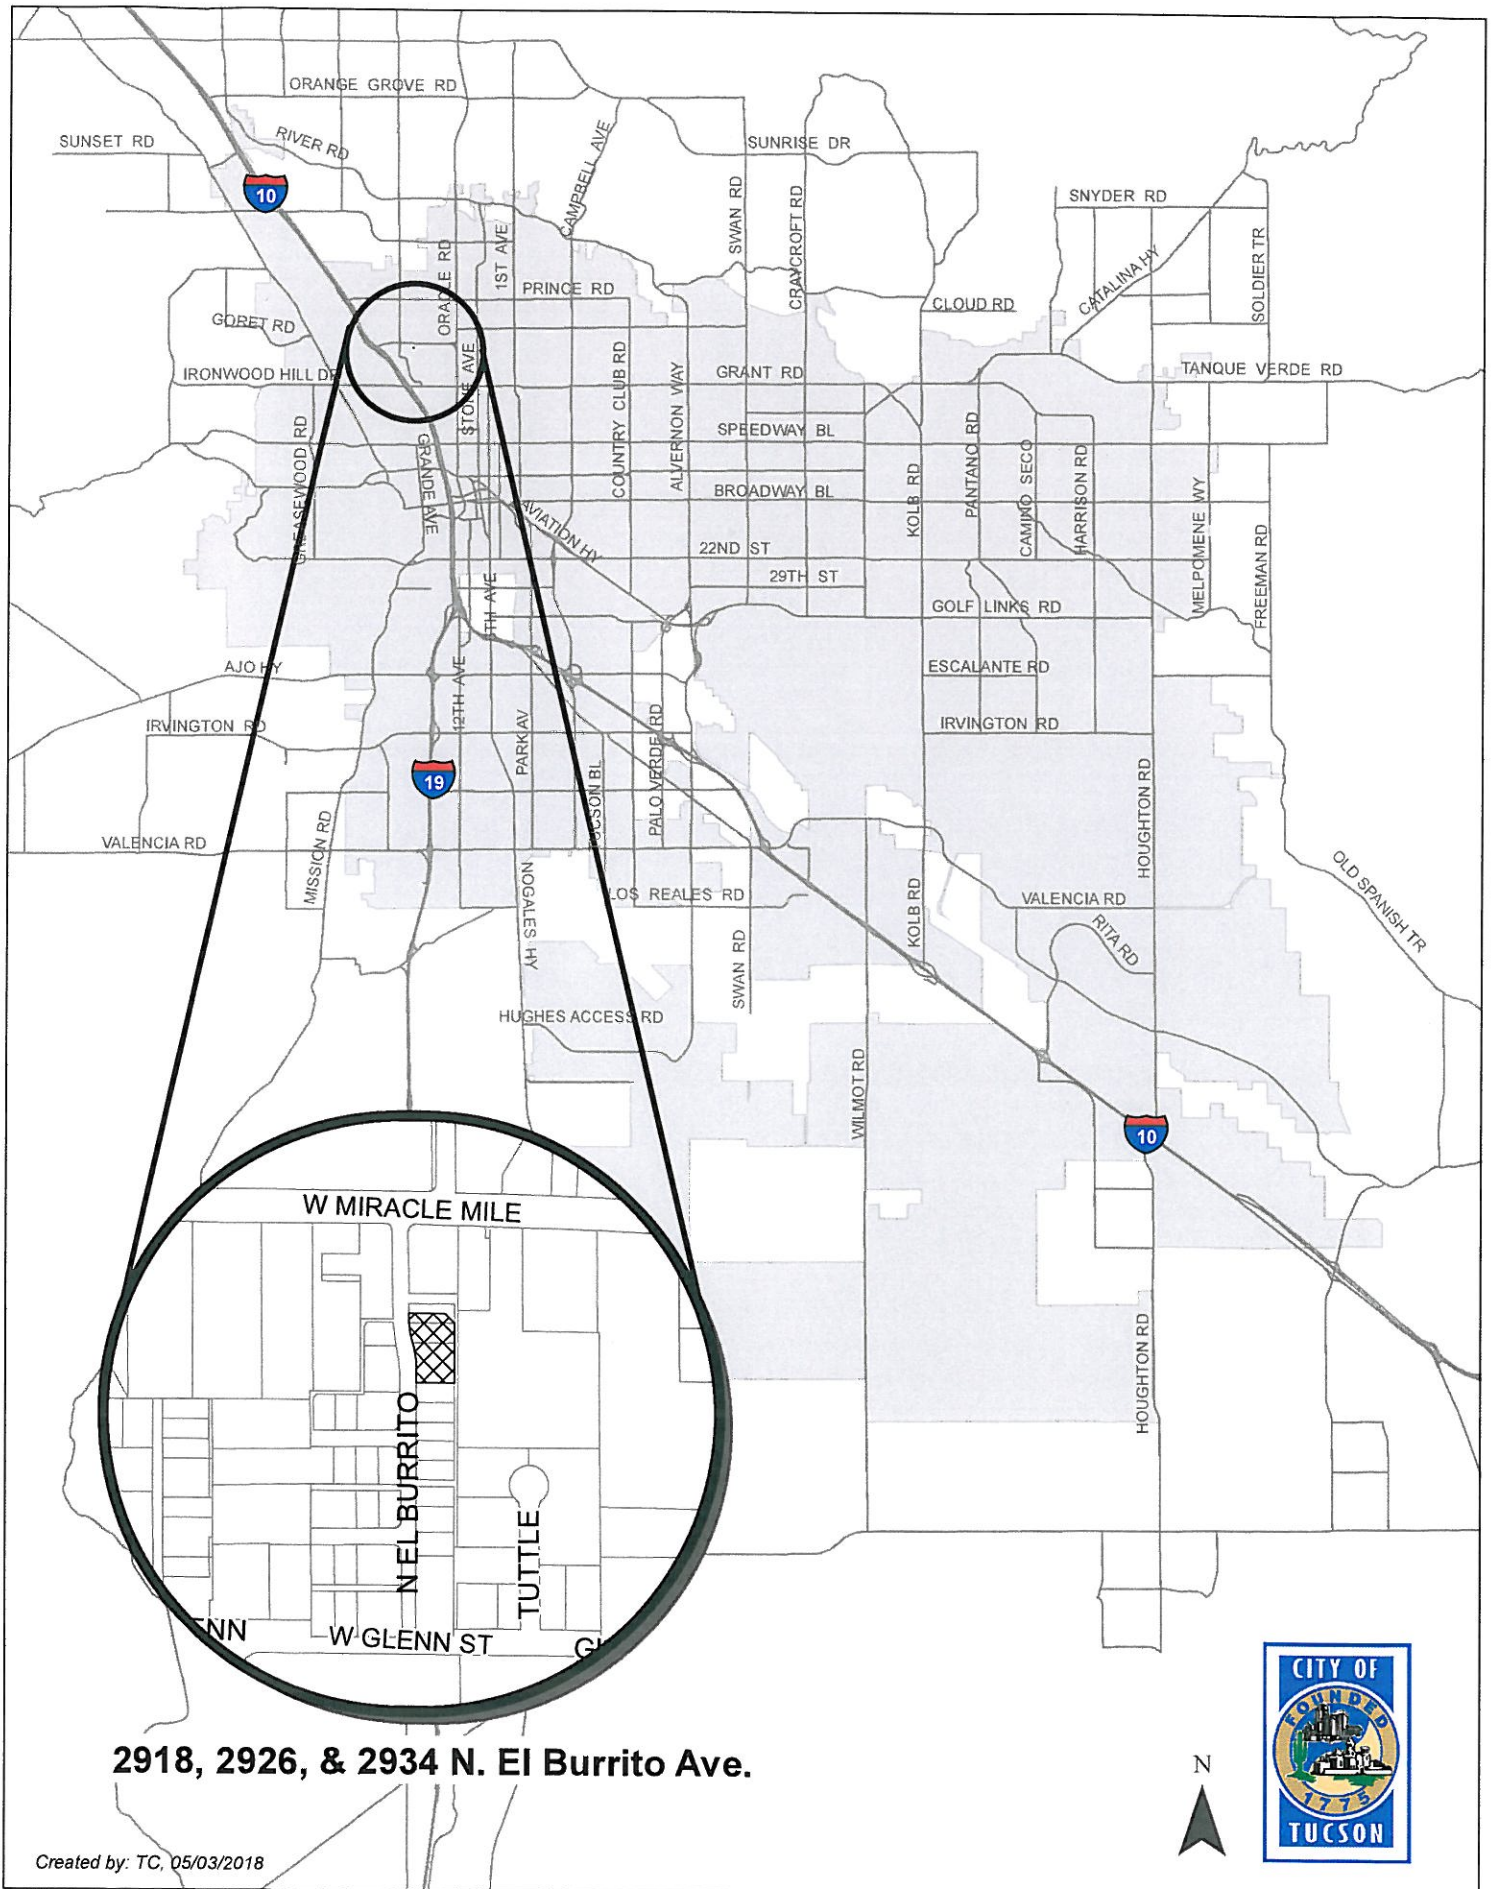 ORANGE GROVE RD
SUNSET RD
RIVER RD
CAMPBELL AVE
SUNRISE DR
10
SWAN RD
CRAYCROFT RD
SNYDER RD
ORACLE RD
1ST AVE
CATALINA HY
SOLDIER TR
PRINCE RD
CLOUD RD
GORET RD
IRONWOOD HILL DR
STONE AVE
COUNTRY CLUB RD
ALVERNON WAY
GRANT RD
TANQUE VERDE RD
GREASEWOOD RD
GRANDE AVE
SPEEDWAY BL
BROADWAY BL
KOLB RD
PANTANO RD
CAMINO SECO
HARRISON RD
MELPOMENE WY
FREEMAN RD
AVIATION HY
22ND ST
29TH ST
6TH AVE
GOLF LINKS RD
AJO HY
12TH AVE
ESCALANTE RD
IRVINGTON RD
PARK AV
PALO VERDE RD
IRVINGTON RD
19
TUCSON BL
HOUGHTON RD
VALENCIA RD
MISSION RD
NOGALES HY
LOS REALES RD
KOLB RD
VALENCIA RD
RITA RD
OLD SPANISH TR
SWAN RD
HUGHES ACCESS RD
WILMOT RD
10
HOUGHTON RD
W MIRACLE MILE
N EL BURRITO
TUTTLE
ENN
W GLENN ST
GL
2918, 2926, & 2934 N. El Burrito Ave.
N
CITY OF
FOUNDED
1775
TUCSON
Created by: TC, 05/03/2018